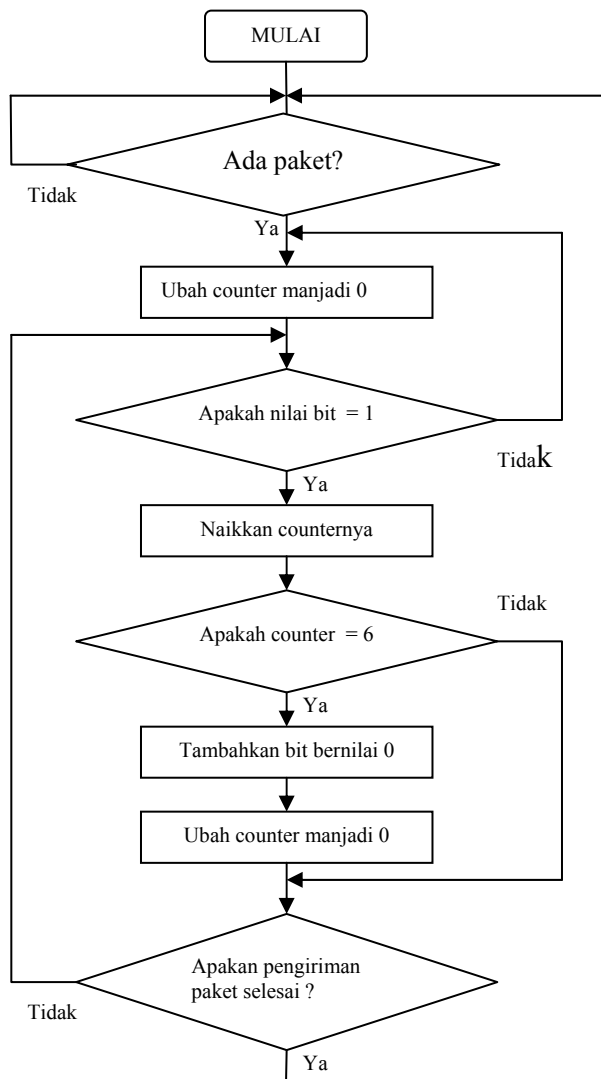 MULAI
Ada paket?
Tidak
Ya
Ubah counter manjadi 0
Apakah nilai bit = 1
Tidak
Ya
Naikkan counternya
Tidak
Apakah counter = 6
Ya
Tambahkan bit bernilai 0
Ubah counter manjadi 0
Apakan pengiriman
paket selesai ?
Tidak
Ya